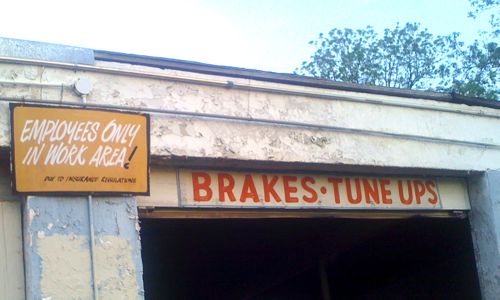 EMPLOYEES ONLY
IN WORK AREA!
DUE TO INSURANCE REGULATIONS
BRAKES · TUNE UPS